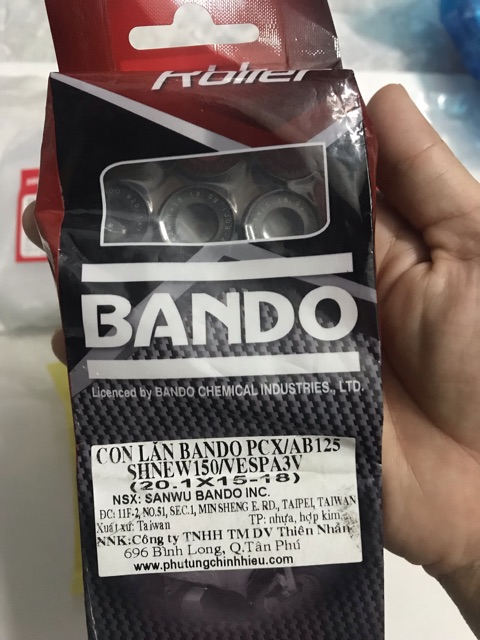 Roller
BANDO
Licenced by BANDO CHEMICAL INDUSTRIES., LTD.
CON LĂN BANDO PCX/AB125
SHNEW150/VESPA3V
(20.1X15-18)
NSX: SANWU BANDO INC.
DC: 11F-2, NO.51, SEC.1, MIN SHENG E. RD., TAIPEI, TAIWAN
Xuất xứ: Taiwan TP: nhựa, hợp kim
NNK:Công ty TNHH TM DV Thiên Nhân
696 Bình Long, Q.Tân Phú
www.phutungchinhhieu.com